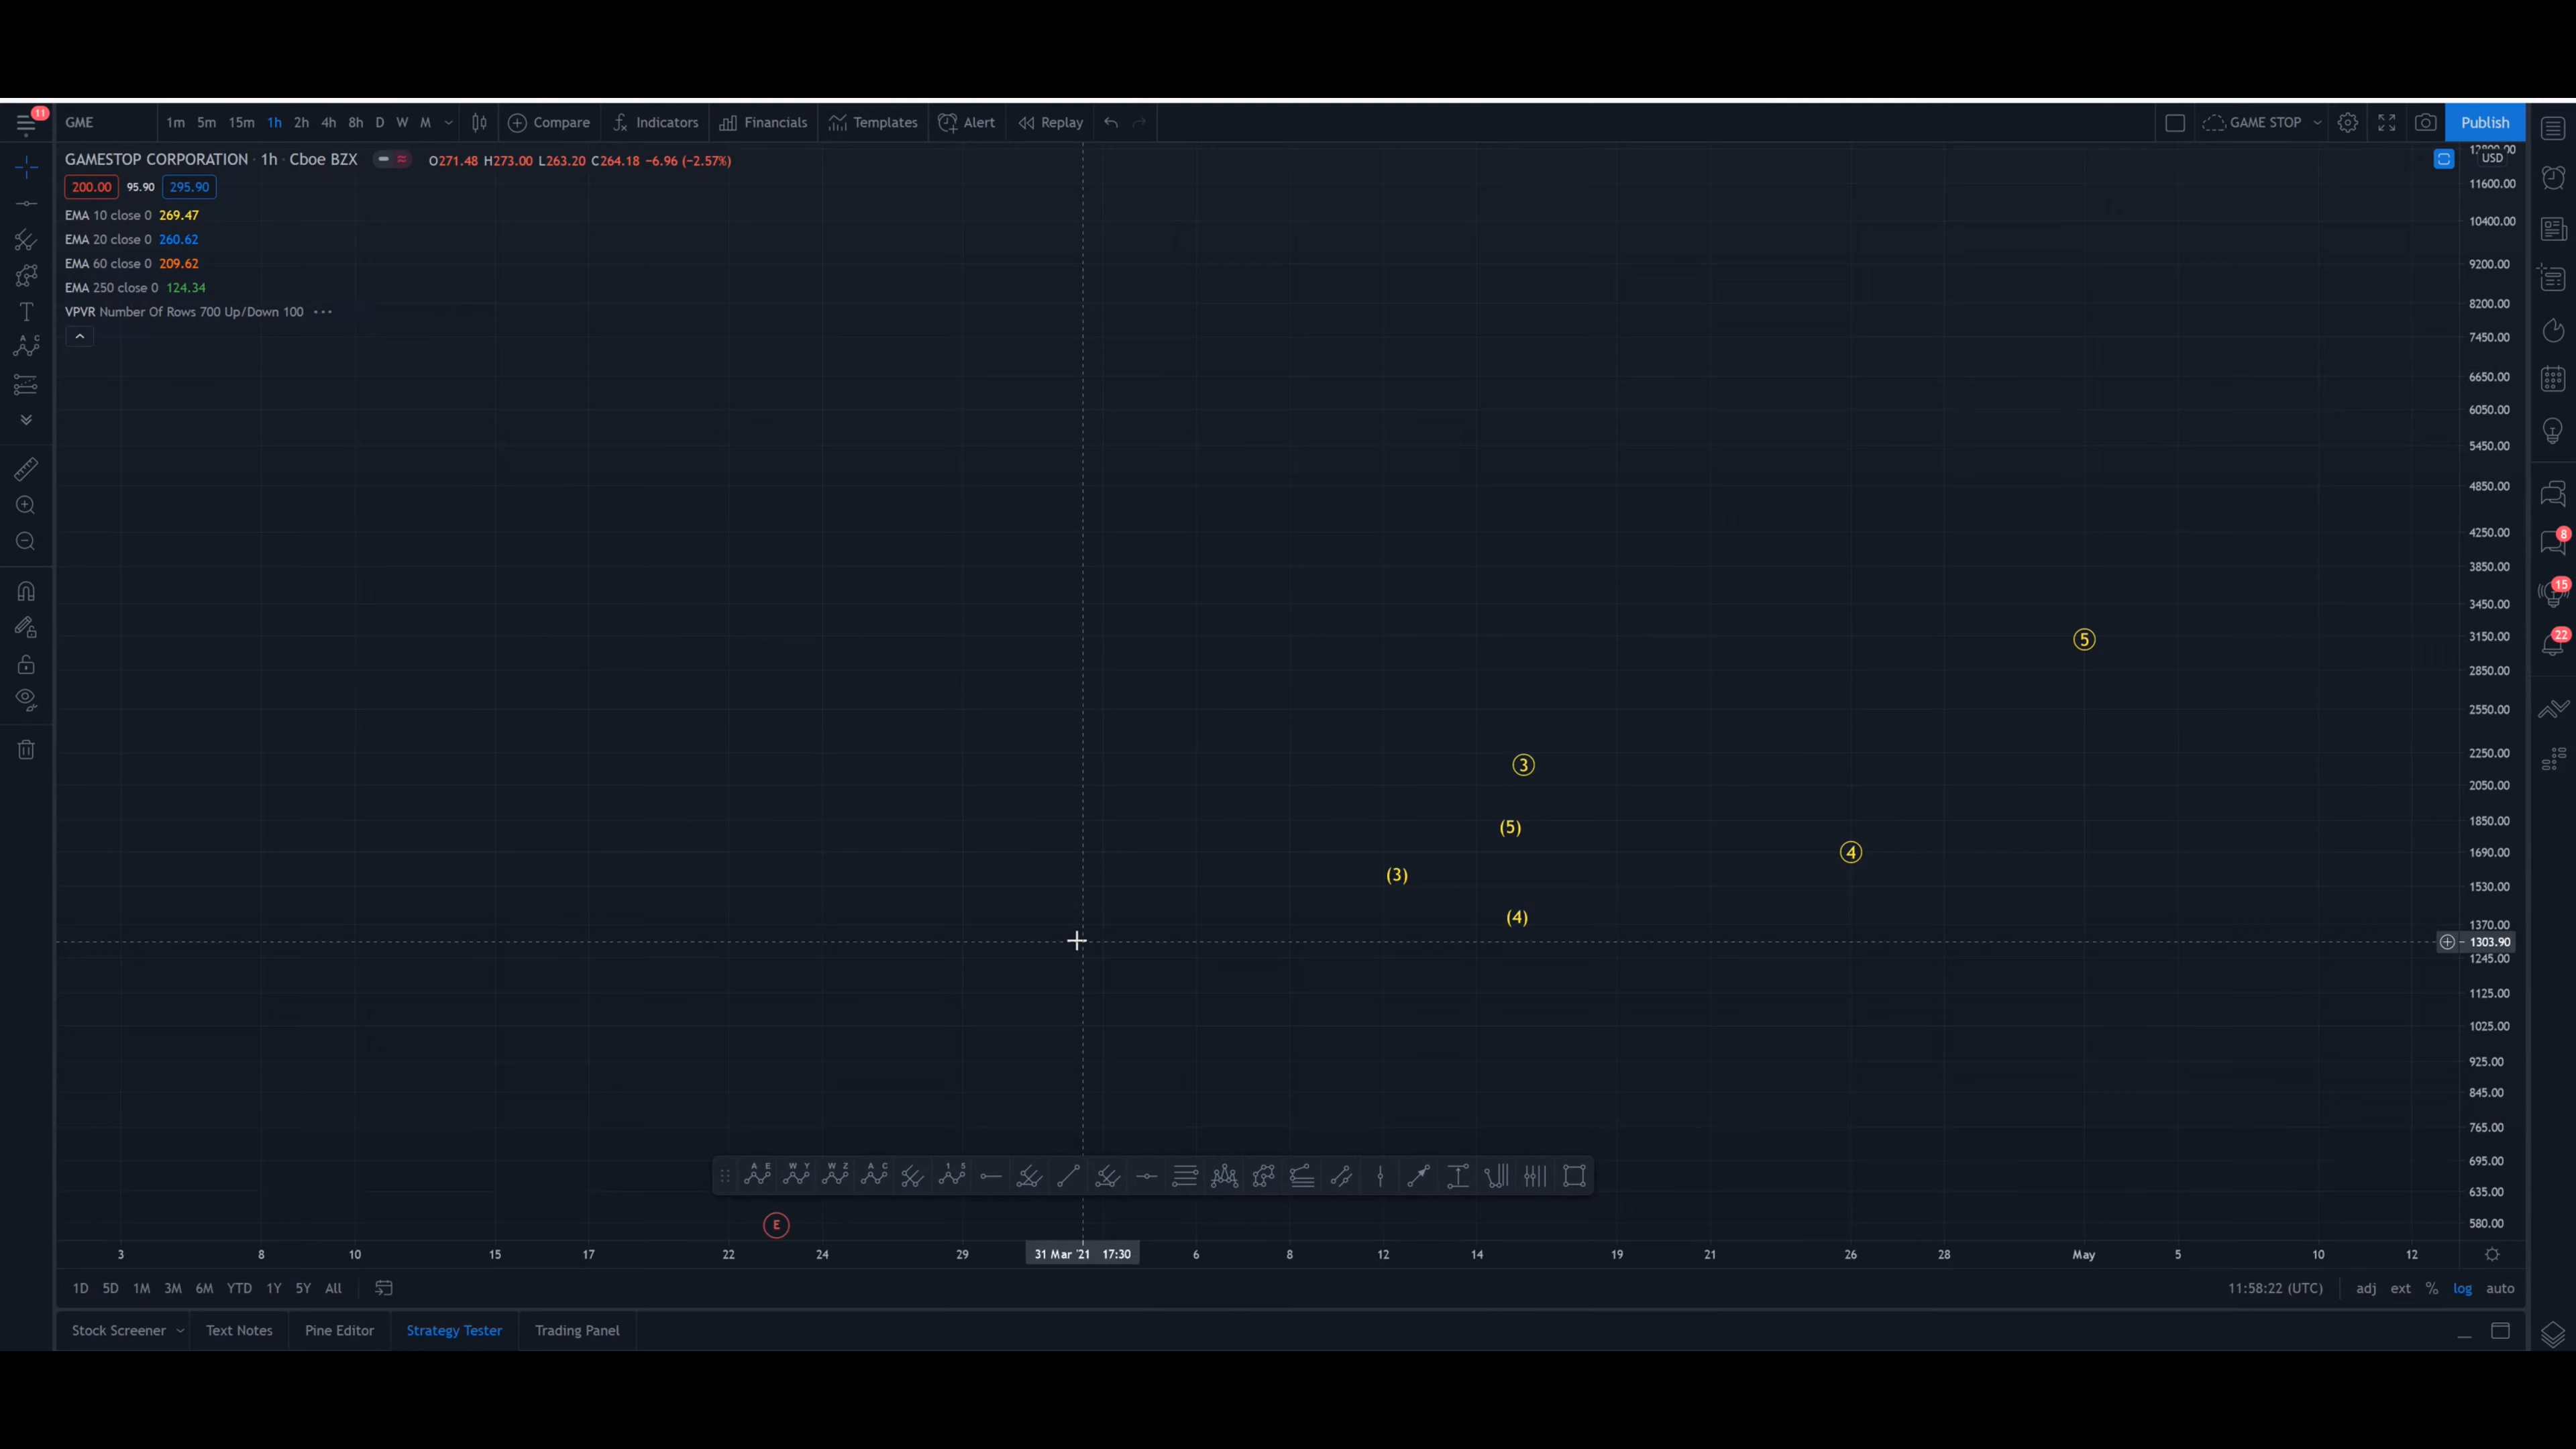 11 GME 1m 5m 15m 1h 2h 4h 8h D W M Compare Indicators Financials Templates Alert Replay GAME STOP Publish
GAMESTOP CORPORATION · 1h · Cboe BZX O271.48 H273.00 L263.20 C264.18 −6.96 (−2.57%)
200.00 95.90 295.90
EMA 10 close 0 269.47
EMA 20 close 0 260.62
EMA 60 close 0 209.62
EMA 250 close 0 124.34
VPVR Number Of Rows 700 Up/Down 100 ···
USD
11600.00
10400.00
9200.00
8200.00
7450.00
6650.00
6050.00
5450.00
4850.00
4250.00
3850.00
3450.00
3150.00
2850.00
2550.00
2250.00
2050.00
1850.00
1690.00
1530.00
1370.00
1303.90
1245.00
1125.00
1025.00
925.00
845.00
765.00
695.00
635.00
580.00
8
15
22
5
3
(5)
4
(3)
(4)
A E W Y W Z A C 1 5
E
3 8 10 15 17 22 24 29 31 Mar '21 17:30 6 8 12 14 19 21 26 28 May 5 10 12
1D 5D 1M 3M 6M YTD 1Y 5Y All 11:58:22 (UTC) adj ext % log auto
Stock Screener Text Notes Pine Editor Strategy Tester Trading Panel